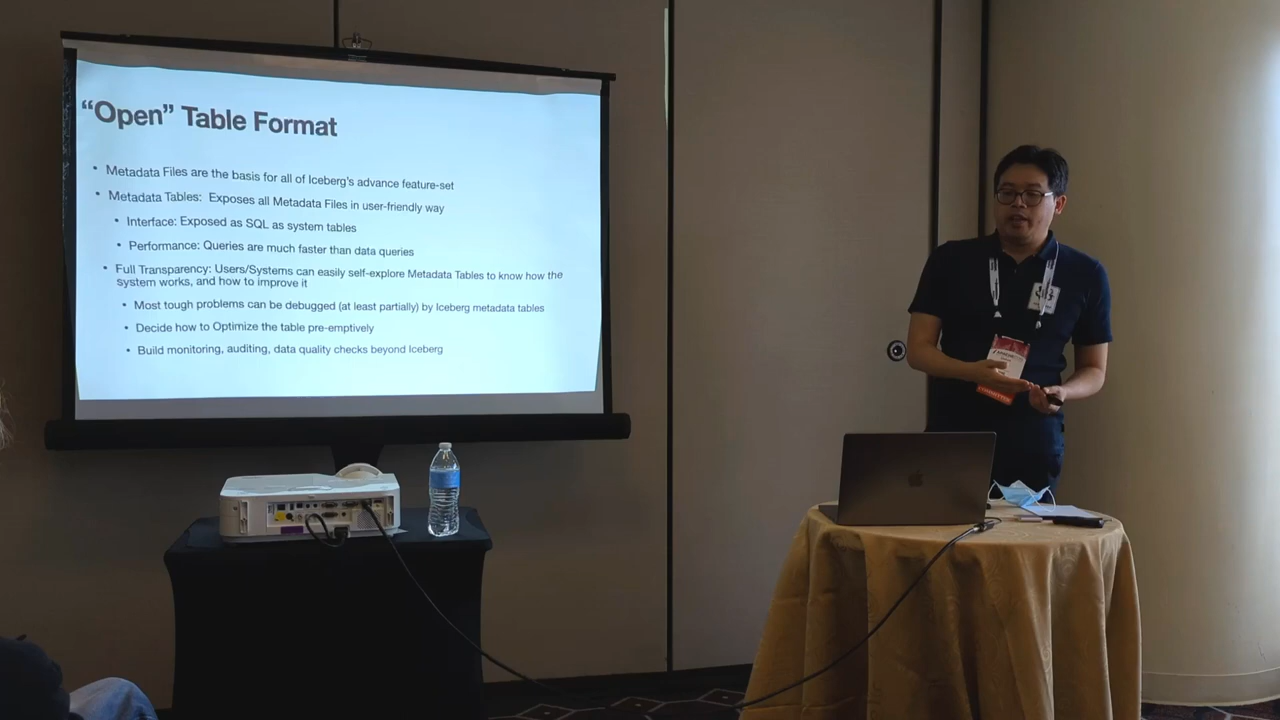 “Open” Table Format
• Metadata Files are the basis for all of Iceberg's advance feature-set
• Metadata Tables: Exposes all Metadata Files in user-friendly way
• Interface: Exposed as SQL as system tables
• Performance: Queries are much faster than data queries
• Full Transparency: Users/Systems can easily self-explore Metadata Tables to know how the
system works, and how to improve it
• Most tough problems can be debugged (at least partially) by Iceberg metadata tables
• Decide how to Optimize the table pre-emptively
• Build monitoring, auditing, data quality checks beyond Iceberg